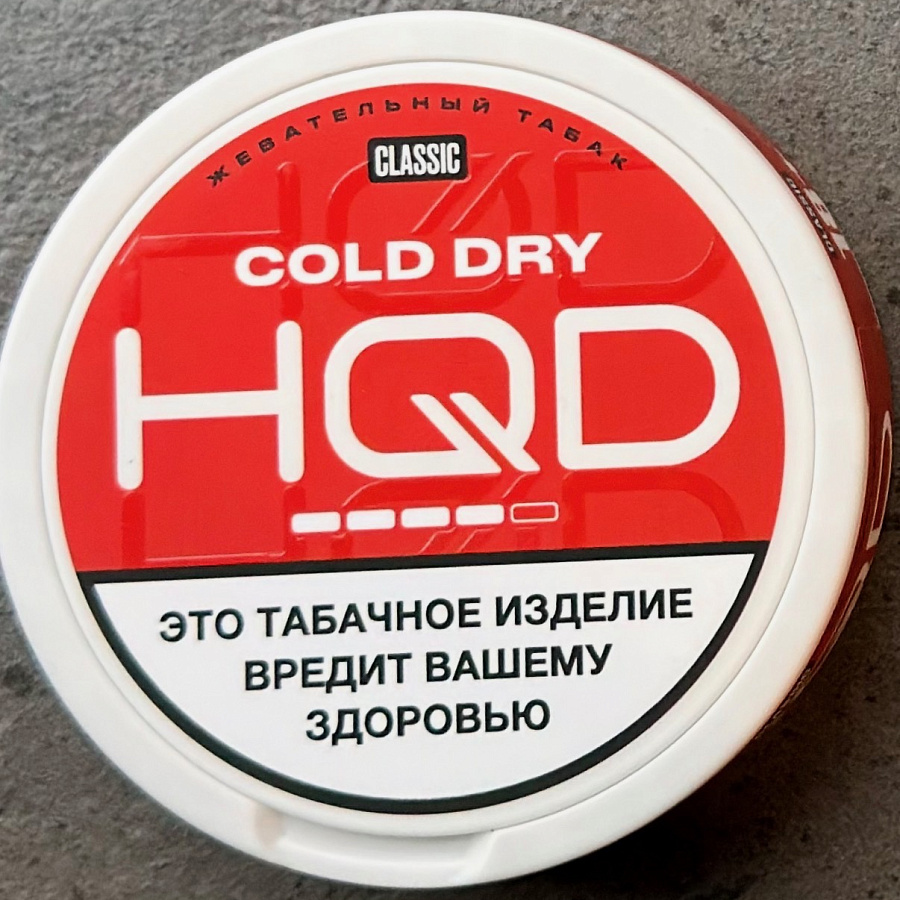 ЖЕВАТЕЛЬНЫЙ ТАБАК
CLASSIC
COLD DRY
HQD
ЭТО ТАБАЧНОЕ ИЗДЕЛИЕ
ВРЕДИТ ВАШЕМУ
ЗДОРОВЬЮ